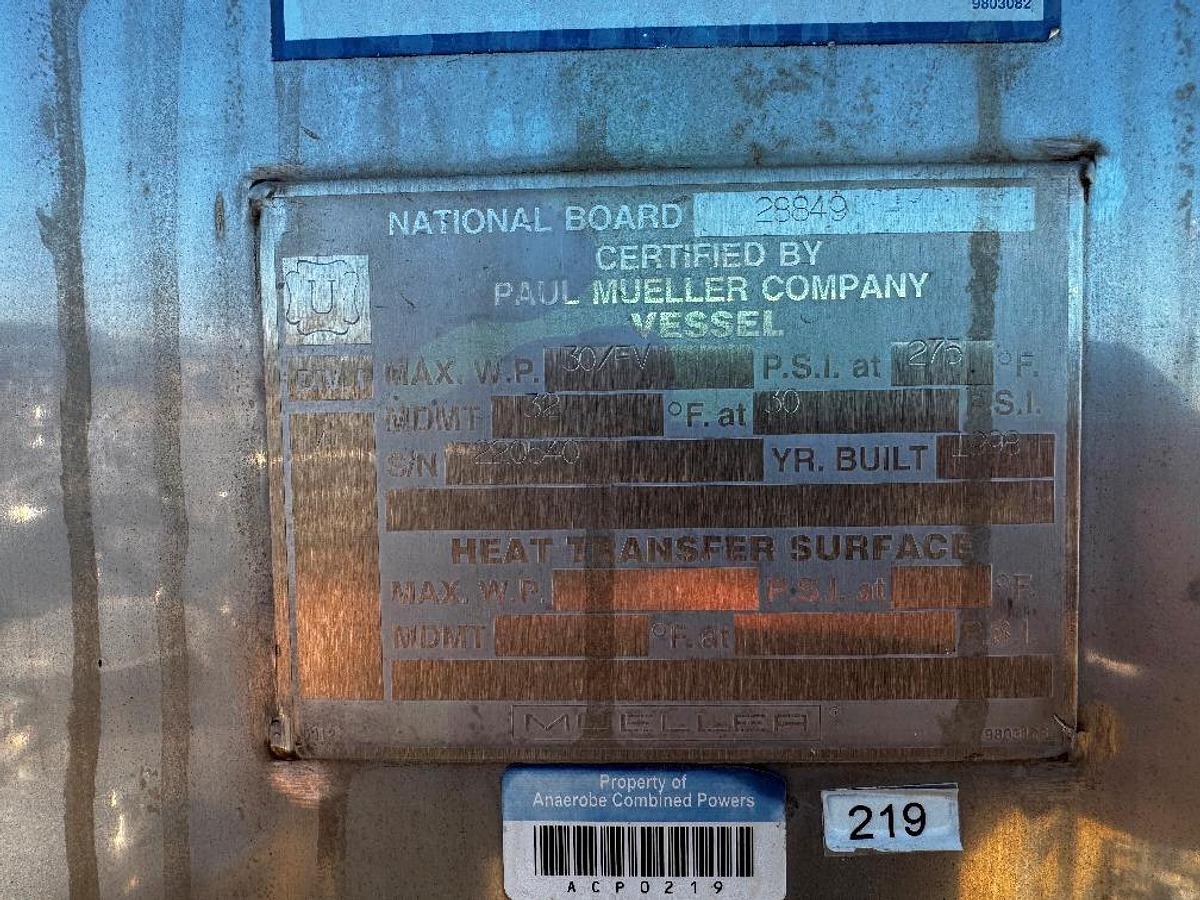 9803082
NATIONAL BOARD 28849
CERTIFIED BY
PAUL MUELLER COMPANY
VESSEL
U
MAX. W.P. 30/FV P.S.I. at 275 °F.
MDMT 32 °F. at 30 P.S.I.
S/N 220540 YR. BUILT
HEAT TRANSFER SURFACE
MAX. W.P. P.S.I. at °F.
MDMT °F. at P.S.I.
MUELLER ®
Property of
Anaerobe Combined Powers
ACP0219
219